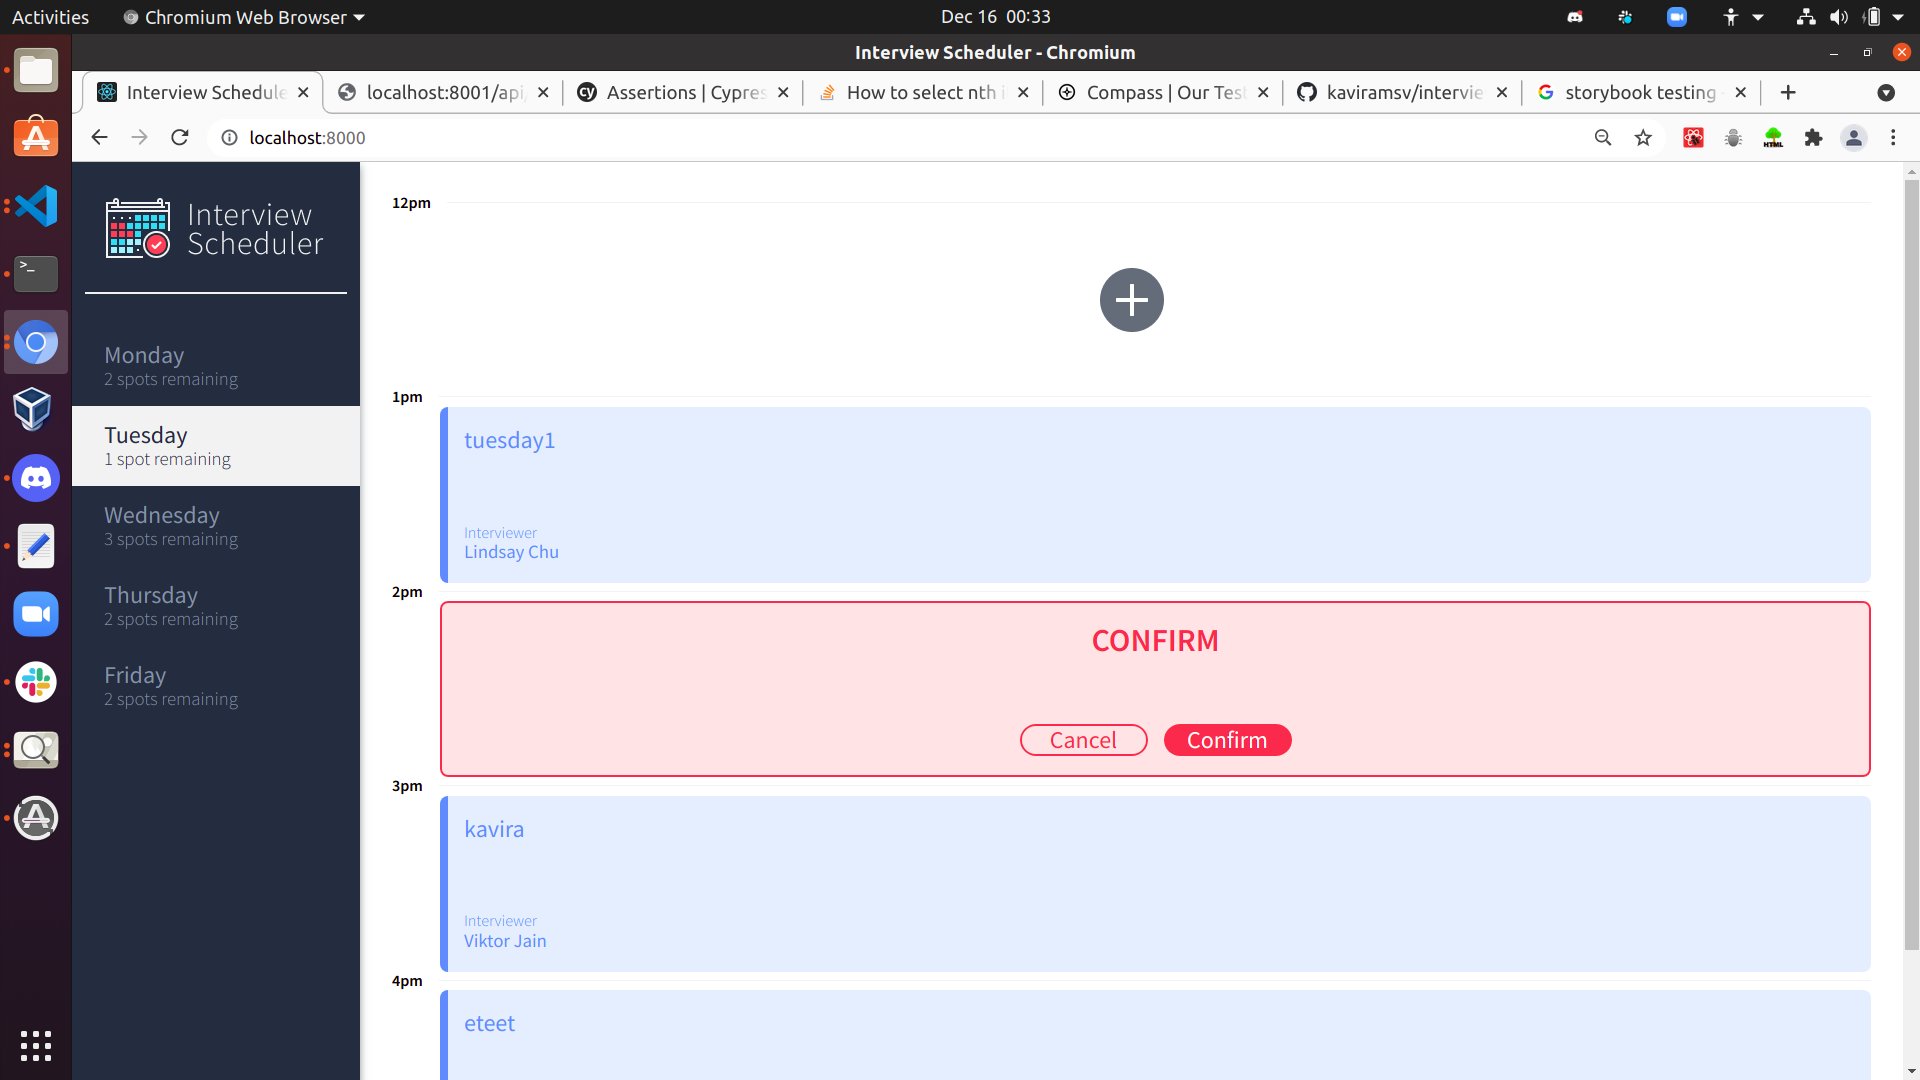 Activities
Chromium Web Browser
Dec 16 00:33
Interview Scheduler - Chromium
Interview Schedule
localhost:8001/api/
Assertions | Cypres
How to select nth i
Compass | Our Test
kaviramsv/intervie
storybook testing
localhost:8000
HTML
Interview
Scheduler
Monday
2 spots remaining
Tuesday
1 spot remaining
Wednesday
3 spots remaining
Thursday
2 spots remaining
Friday
2 spots remaining
12pm
1pm
tuesday1
Interviewer
Lindsay Chu
2pm
CONFIRM
Cancel
Confirm
3pm
kavira
Interviewer
Viktor Jain
4pm
eteet